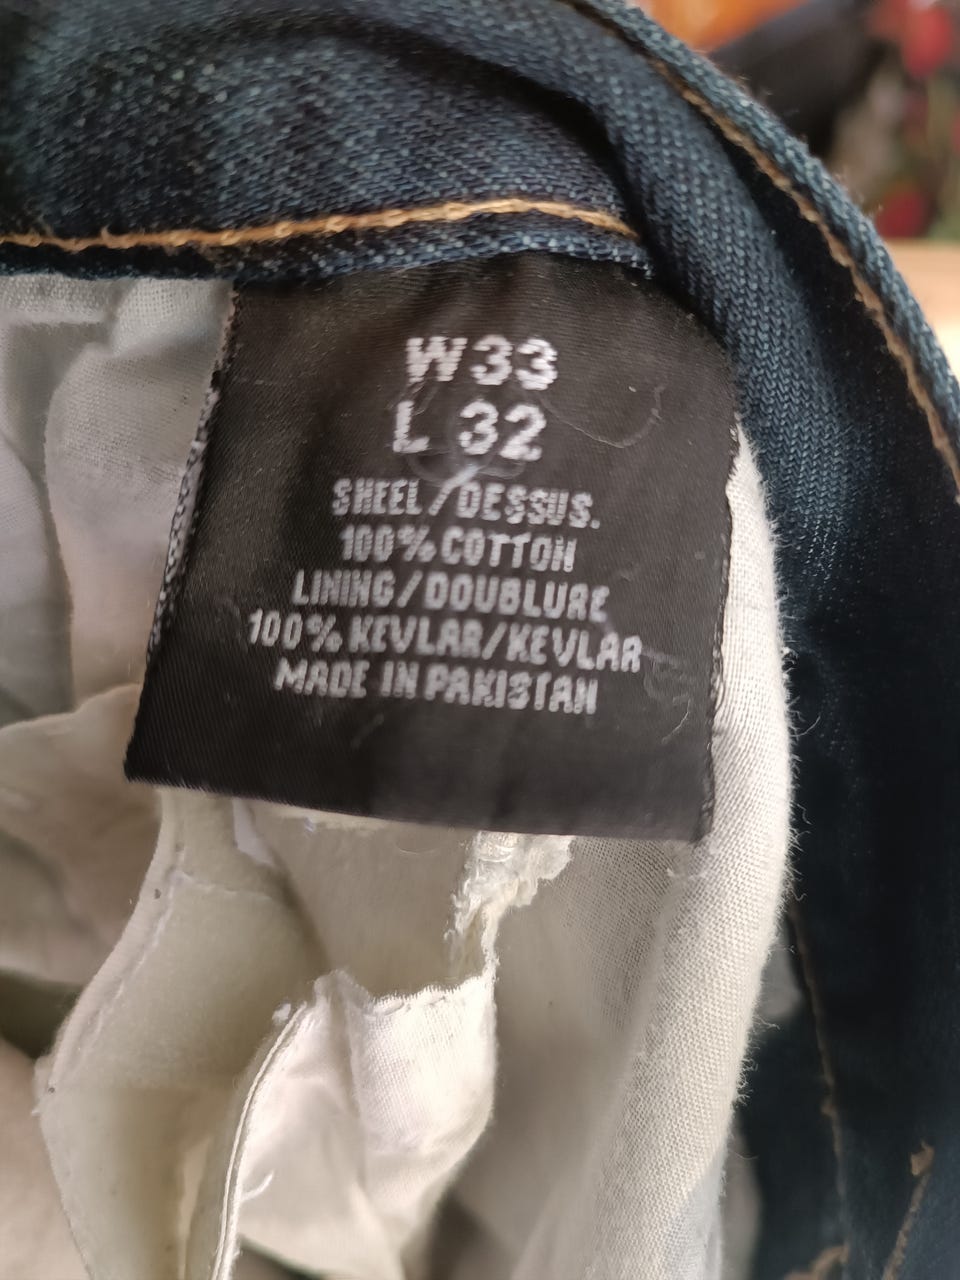 W33
L 32
SHEEL/DESSUS.
100% COTTON
LINING/DOUBLURE
100% KEVLAR/KEVLAR
MADE IN PAKISTAN